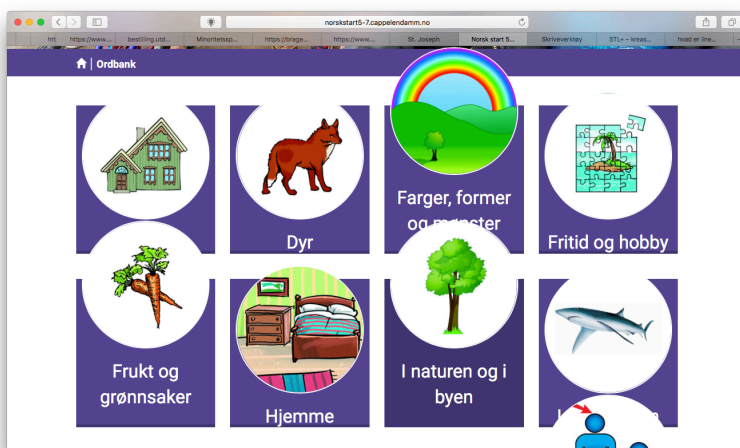 norskstart5-7.cappelendamm.no
htt https://www.... bestilling.utd... Minoritetssp... https://brage... https://www.... St. Joseph Norsk start 5... Skriveverktøy STL+ – kreas... hvad er line...
Ordbank
Dyr
Farger, former
og mønster
Fritid og hobby
Frukt og
grønnsaker
Hjemme
I naturen og i
byen